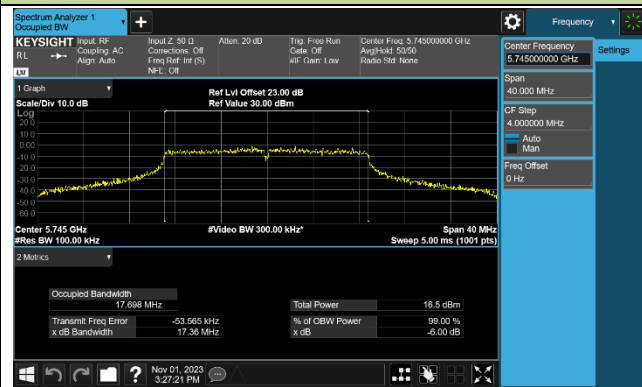 Spectrum Analyzer 1
Occupied BW
+
Frequency
KEYSIGHT
Input: RF
Input Z: 50 Ω
Atten: 20 dB
Trig: Free Run
Center Freq: 5.745000000 GHz
RL
Coupling: AC
Corrections: Off
Gate: Off
Avg|Hold: 50/50
Align: Auto
Freq Ref: Int (S)
#IF Gain: Low
Radio Std: None
LXI
NFE: Off
Center Frequency
5.745000000 GHz
Settings
Span
40.000 MHz
CF Step
4.000000 MHz
Auto
Man
Freq Offset
0 Hz
1 Graph
Ref Lvl Offset 23.00 dB
Scale/Div 10.0 dB
Ref Value 30.00 dBm
Log
20.0
10.0
0.00
-10.0
-20.0
-30.0
-40.0
-50.0
-60.0
Center 5.745 GHz
#Video BW 300.00 kHz*
Span 40 MHz
#Res BW 100.00 kHz
Sweep 5.00 ms (1001 pts)
2 Metrics
Occupied Bandwidth
17.698 MHz
Total Power
16.5 dBm
Transmit Freq Error
-53.565 kHz
% of OBW Power
99.00 %
x dB Bandwidth
17.36 MHz
x dB
-6.00 dB
?
Nov 01, 2023
3:27:21 PM